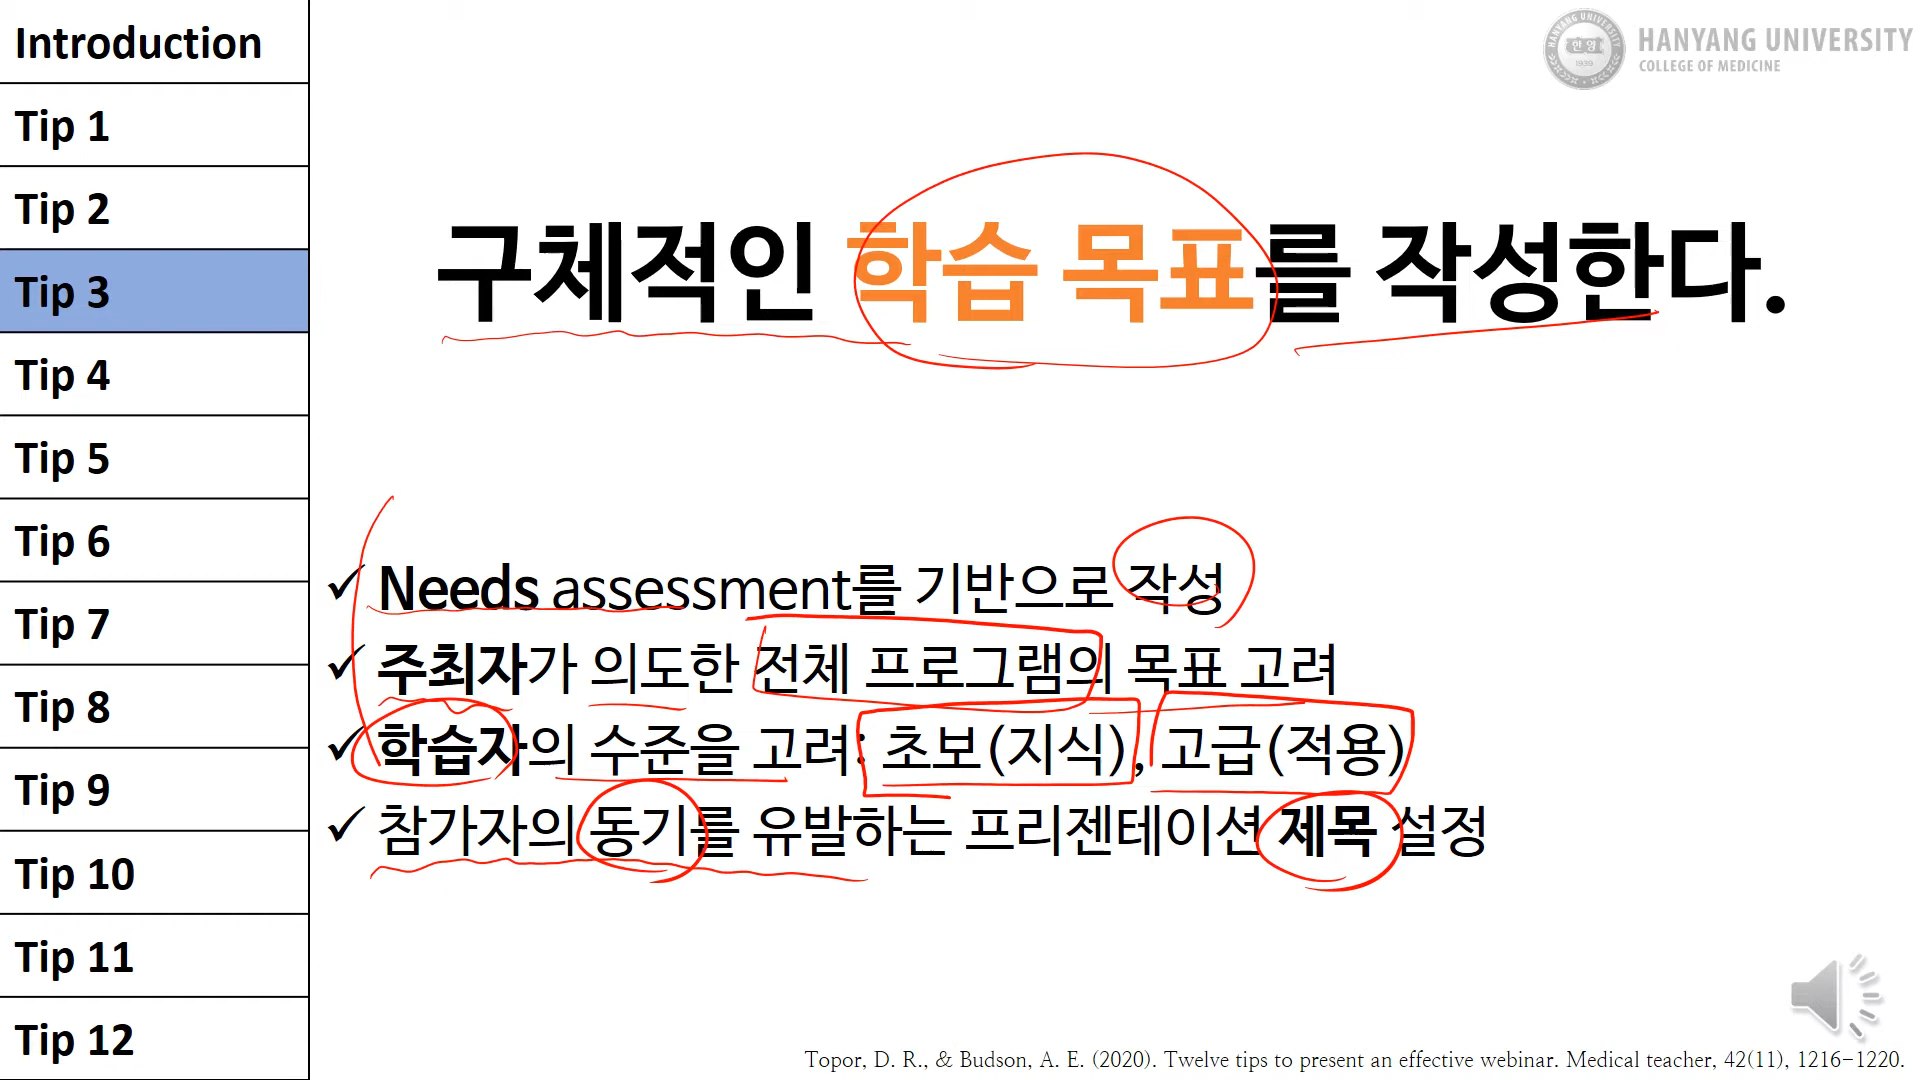 Introduction
Tip 1
Tip 2
Tip 3
Tip 4
Tip 5
Tip 6
Tip 7
Tip 8
Tip 9
Tip 10
Tip 11
Tip 12
HANYANG UNIVERSITY
COLLEGE OF MEDICINE
HANYANG UNIVERSITY
한양
1939
구체적인 학습 목표를 작성한다.
✓ Needs assessment를 기반으로 작성
✓ 주최자가 의도한 전체 프로그램의 목표 고려
✓ 학습자의 수준을 고려: 초보(지식), 고급(적용)
✓ 참가자의 동기를 유발하는 프리젠테이션 제목 설정
Topor, D. R., & Budson, A. E. (2020). Twelve tips to present an effective webinar. Medical teacher, 42(11), 1216-1220.